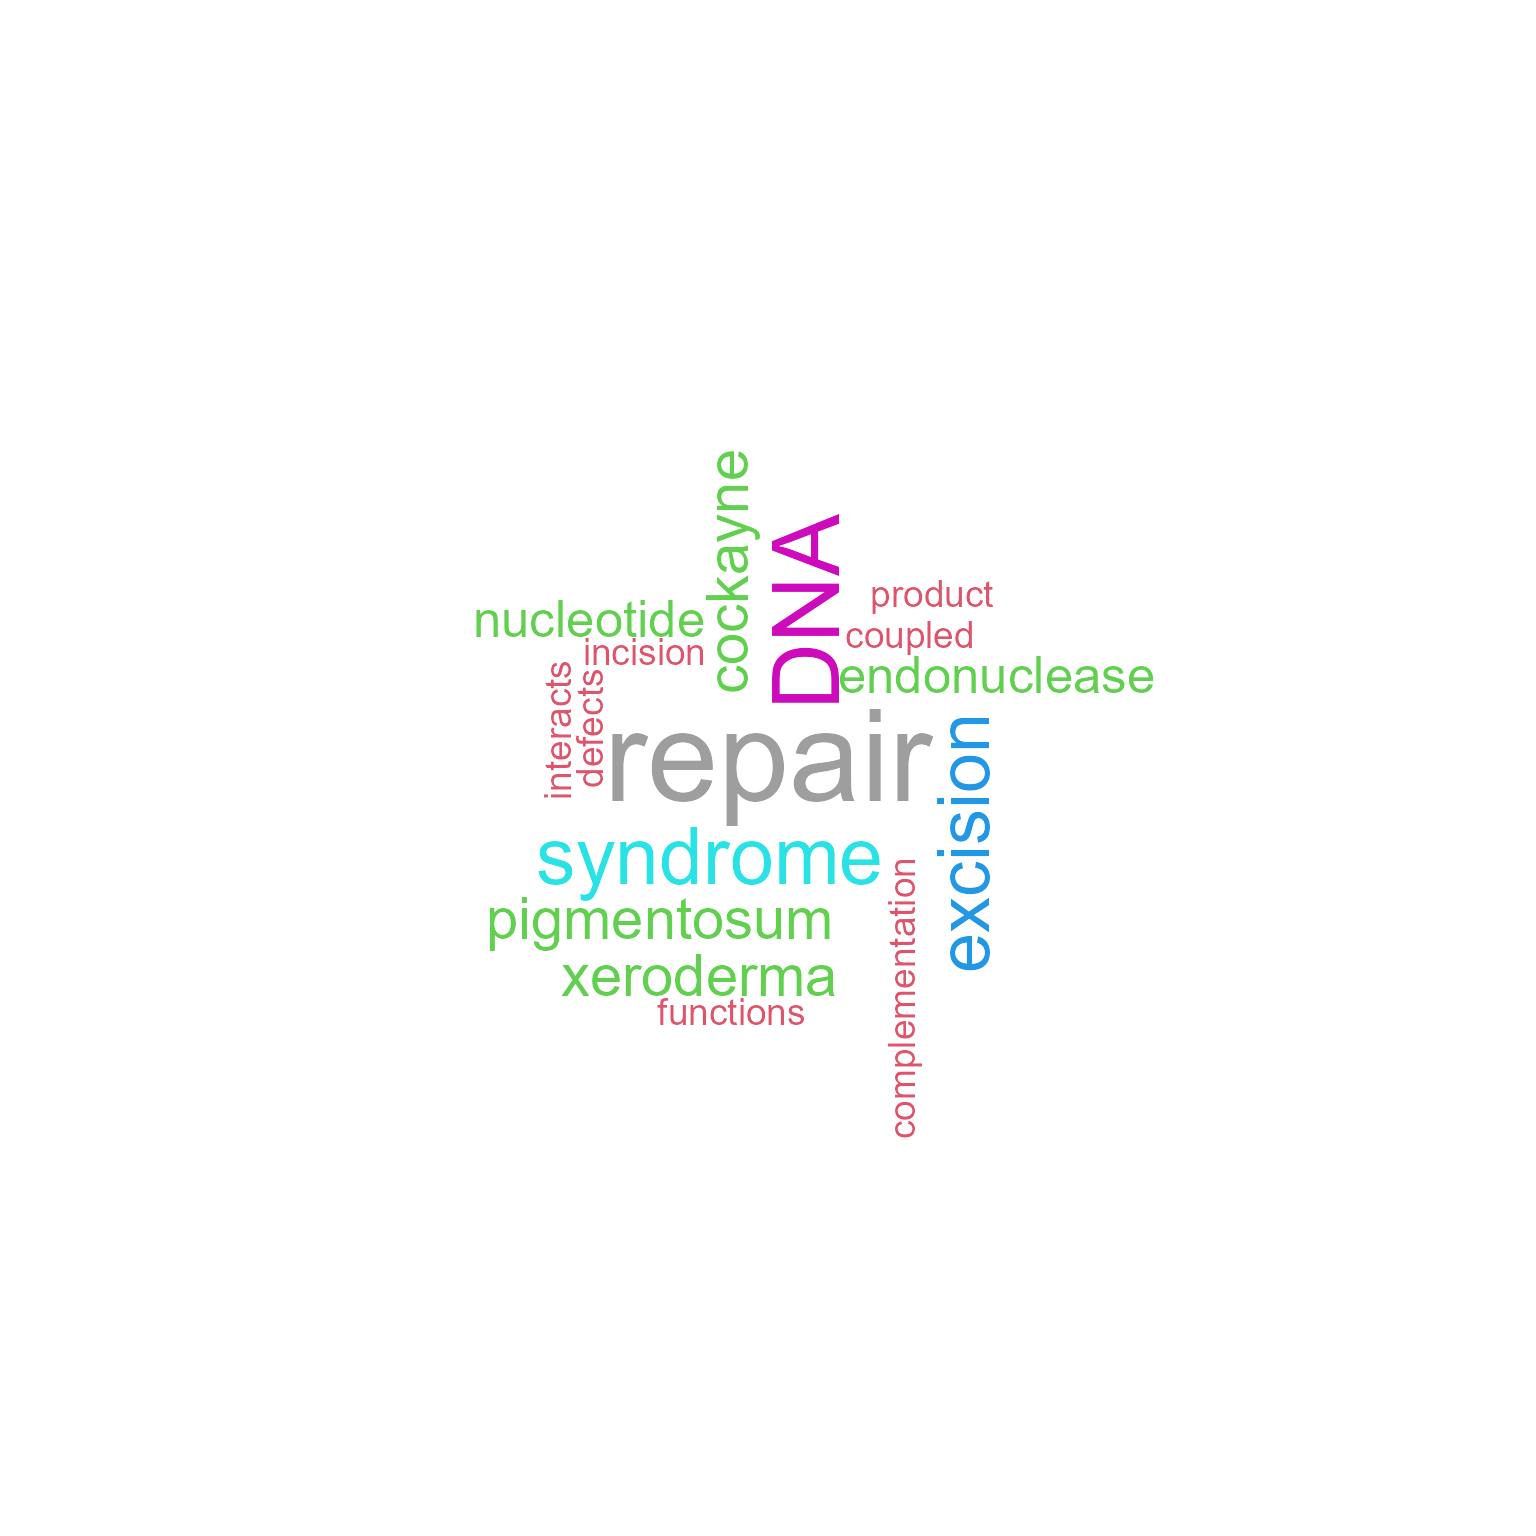 cockayne
DNA
product
nucleotide
coupled
incision
endonuclease
interacts
defects
repair
excision
syndrome
pigmentosum
complementation
xeroderma
functions